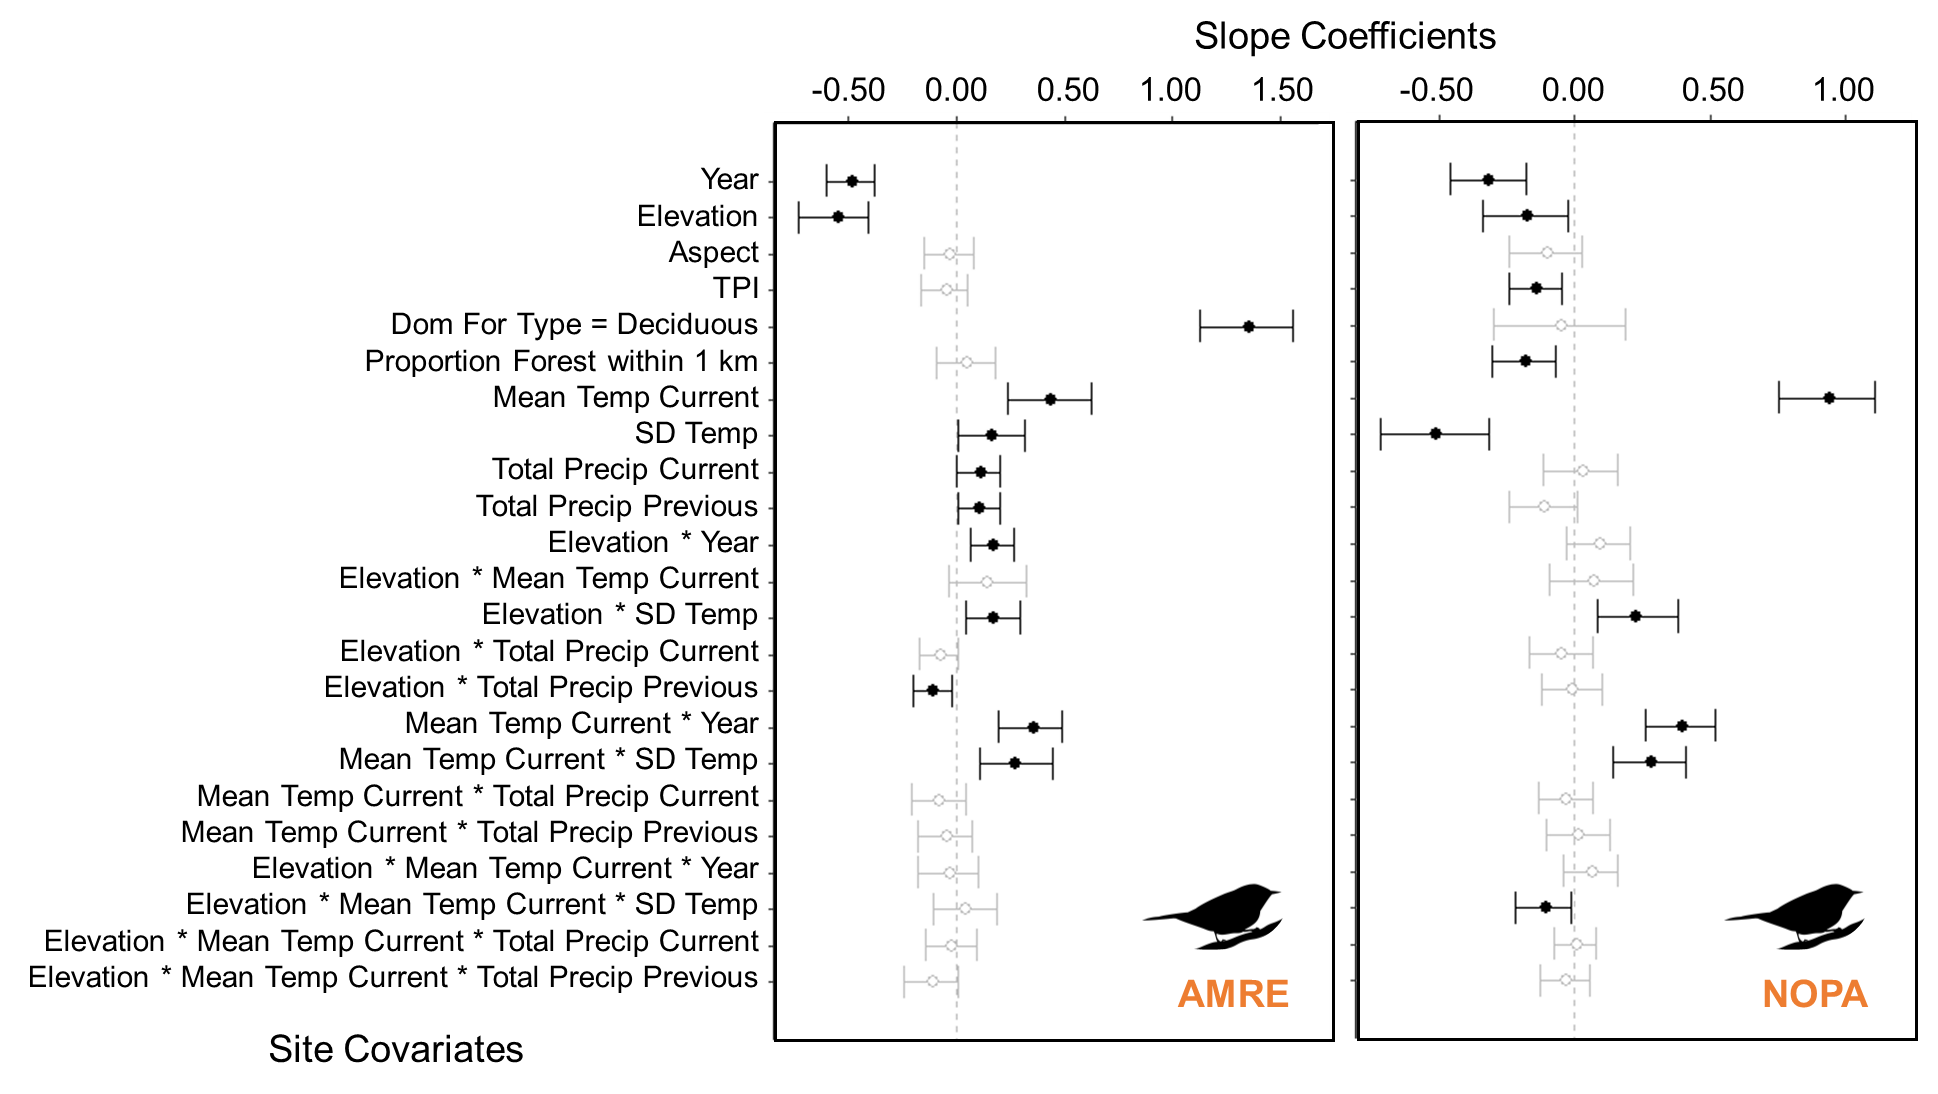 Slope Coefficients
-0.50 0.00 0.50 1.00 1.50 -0.50 0.00 0.50 1.00
Year
Elevation
Aspect
TPI
Dom For Type = Deciduous
Proportion Forest within 1 km
Mean Temp Current
SD Temp
Total Precip Current
Total Precip Previous
Elevation * Year
Elevation * Mean Temp Current
Elevation * SD Temp
Elevation * Total Precip Current
Elevation * Total Precip Previous
Mean Temp Current * Year
Mean Temp Current * SD Temp
Mean Temp Current * Total Precip Current
Mean Temp Current * Total Precip Previous
Elevation * Mean Temp Current * Year
Elevation * Mean Temp Current * SD Temp
Elevation * Mean Temp Current * Total Precip Current
Elevation * Mean Temp Current * Total Precip Previous
AMRE NOPA
Site Covariates